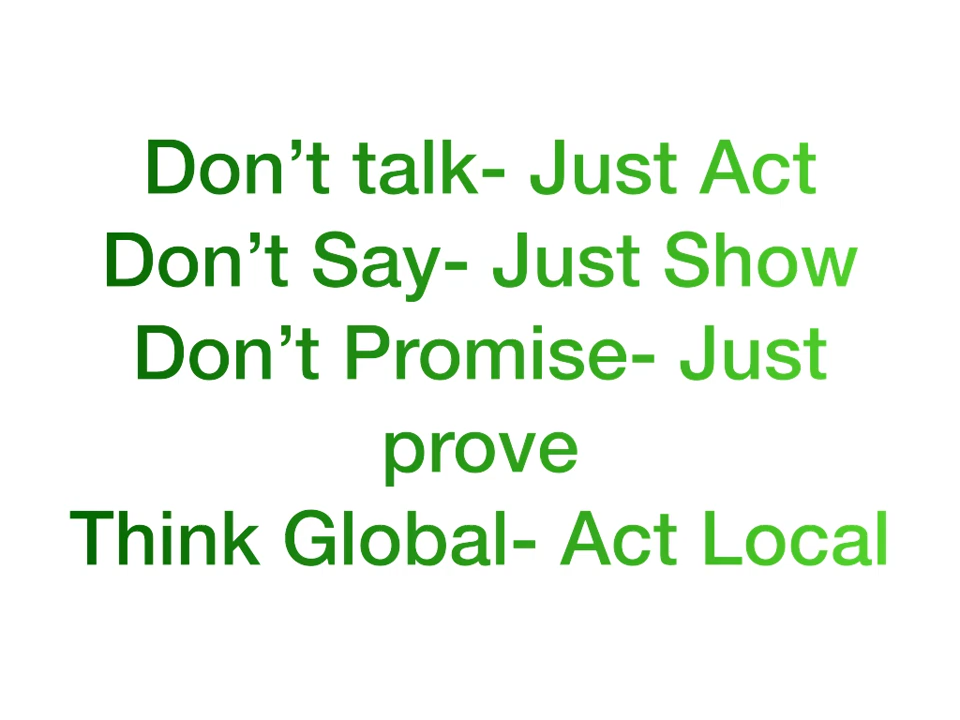 Don’t talk- Just Act
Don’t Say- Just Show
Don’t Promise- Just
prove
Think Global- Act Local